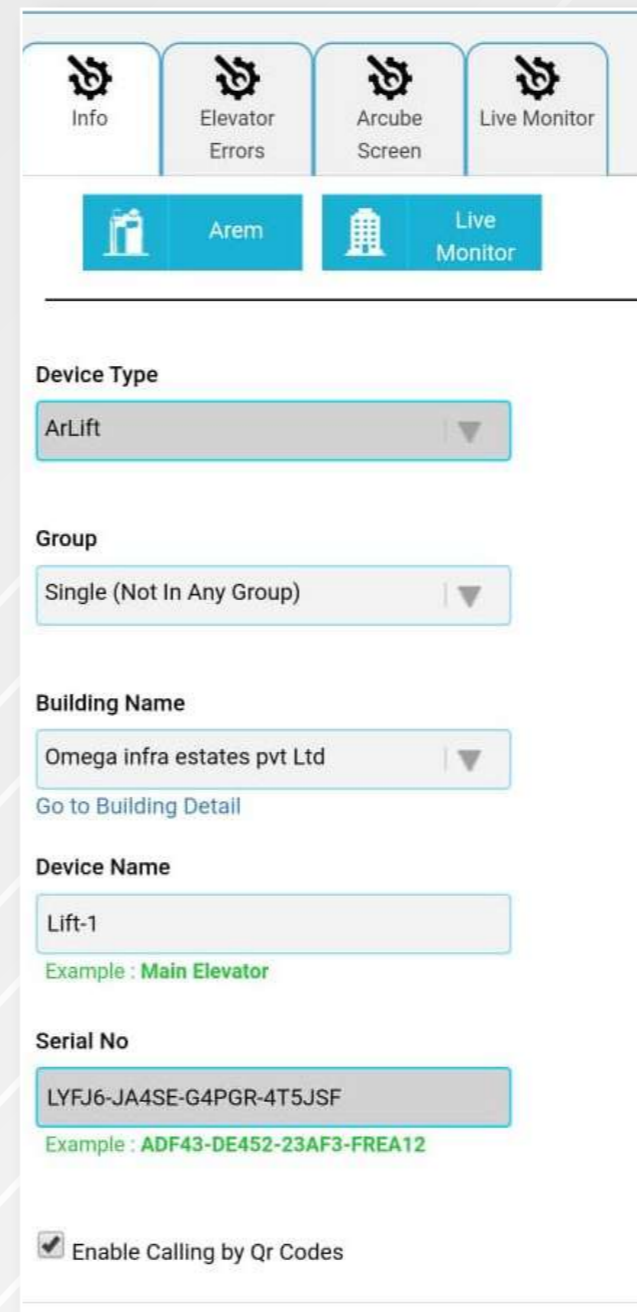 Info
Elevator
Errors
Arcube
Screen
Live Monitor
Arem
Live
Monitor
Device Type
ArLift
Group
Single (Not In Any Group)
Building Name
Omega infra estates pvt Ltd
Go to Building Detail
Device Name
Lift-1
Example : Main Elevator
Serial No
LYFJ6-JA4SE-G4PGR-4T5JSF
Example : ADF43-DE452-23AF3-FREA12
Enable Calling by Qr Codes